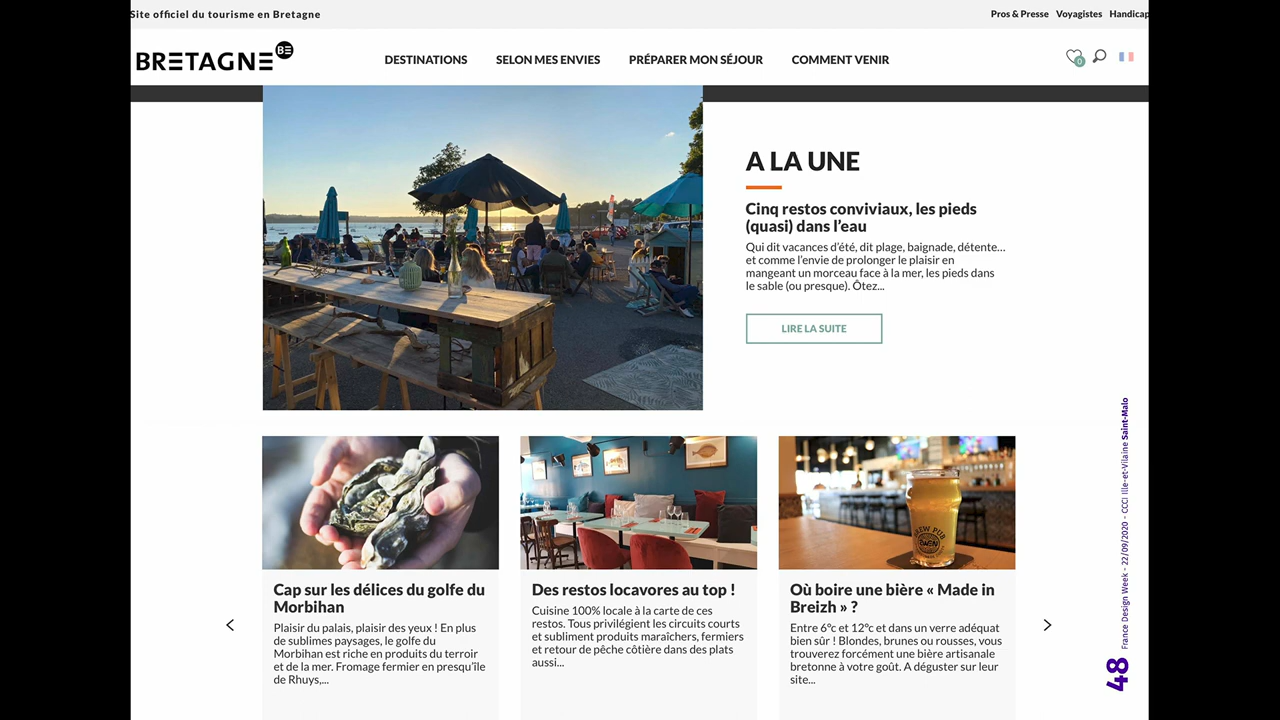 Site officiel du tourisme en Bretagne
Pros & Presse Voyagistes Handicap
BRETAGNE BE
DESTINATIONS SELON MES ENVIES PRÉPARER MON SÉJOUR COMMENT VENIR
0
A LA UNE
Cinq restos conviviaux, les pieds
(quasi) dans l'eau
Qui dit vacances d'été, dit plage, baignade, détente...
et comme l'envie de prolonger le plaisir en
mangeant un morceau face à la mer, les pieds dans
le sable (ou presque). Ôtez...
LIRE LA SUITE
BREW PUB
Cap sur les délices du golfe du
Morbihan
Plaisir du palais, plaisir des yeux ! En plus
de sublimes paysages, le golfe du
Morbihan est riche en produits du terroir
et de la mer. Fromage fermier en presqu'île
de Rhuys,...
Des restos locavores au top !
Cuisine 100% locale à la carte de ces
restos. Tous privilégient les circuits courts
et subliment produits maraîchers, fermiers
et retour de pêche côtière dans des plats
aussi...
Où boire une bière « Made in
Breizh » ?
Entre 6°c et 12°c et dans un verre adéquat
bien sûr ! Blondes, brunes ou rousses, vous
trouverez forcément une bière artisanale
bretonne à votre goût. A déguster sur leur
site...
48 France Design Week - 22/09/2020 - CCCI Ille-et-Vilaine Saint-Malo